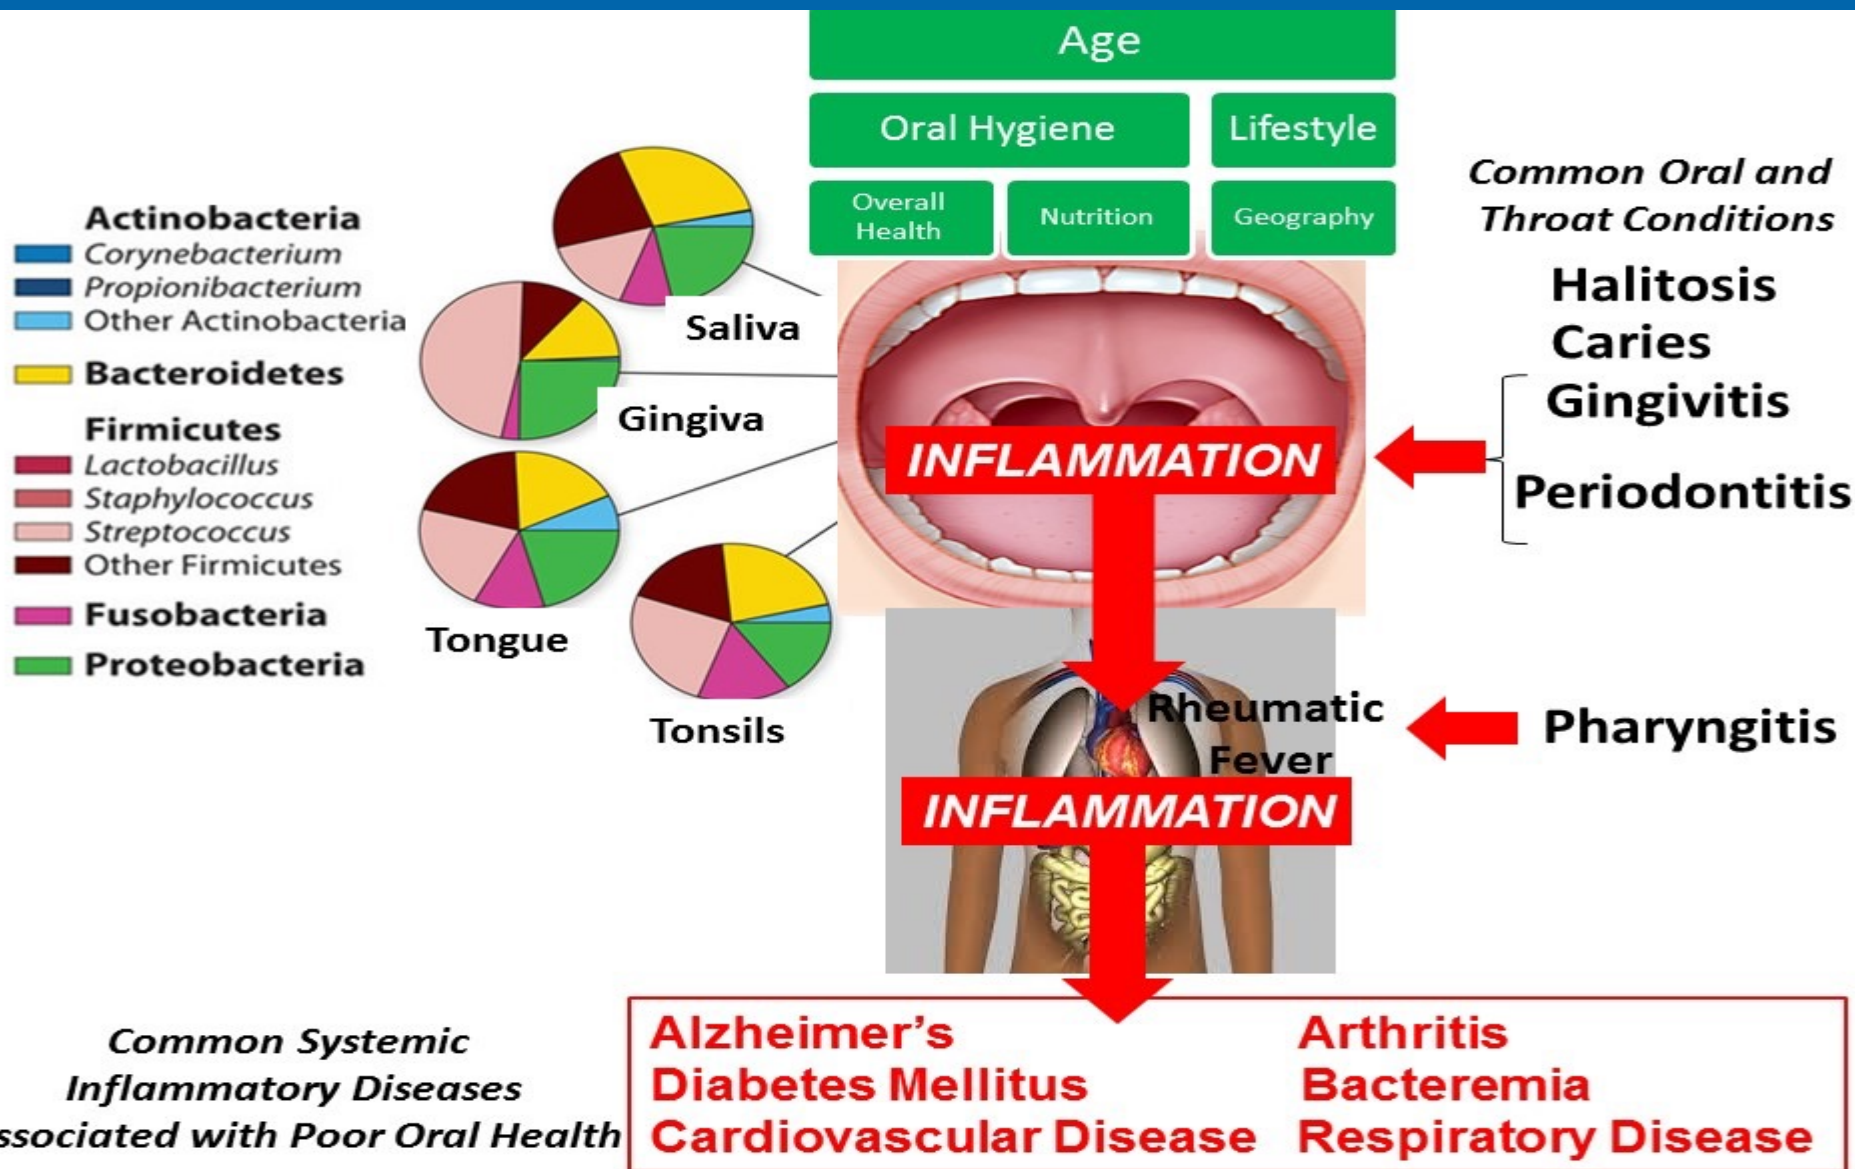 Age
Oral Hygiene
Lifestyle
Overall
Health
Nutrition
Geography
Actinobacteria
Corynebacterium
Propionibacterium
Other Actinobacteria
Bacteroidetes
Firmicutes
Lactobacillus
Staphylococcus
Streptococcus
Other Firmicutes
Fusobacteria
Proteobacteria
Saliva
Gingiva
Tongue
Tonsils
Common Oral and
Throat Conditions
Halitosis
Caries
Gingivitis
Periodontitis
INFLAMMATION
Rheumatic
Fever
Pharyngitis
INFLAMMATION
Common Systemic
Inflammatory Diseases
ssociated with Poor Oral Health
Alzheimer’s
Diabetes Mellitus
Cardiovascular Disease
Arthritis
Bacteremia
Respiratory Disease